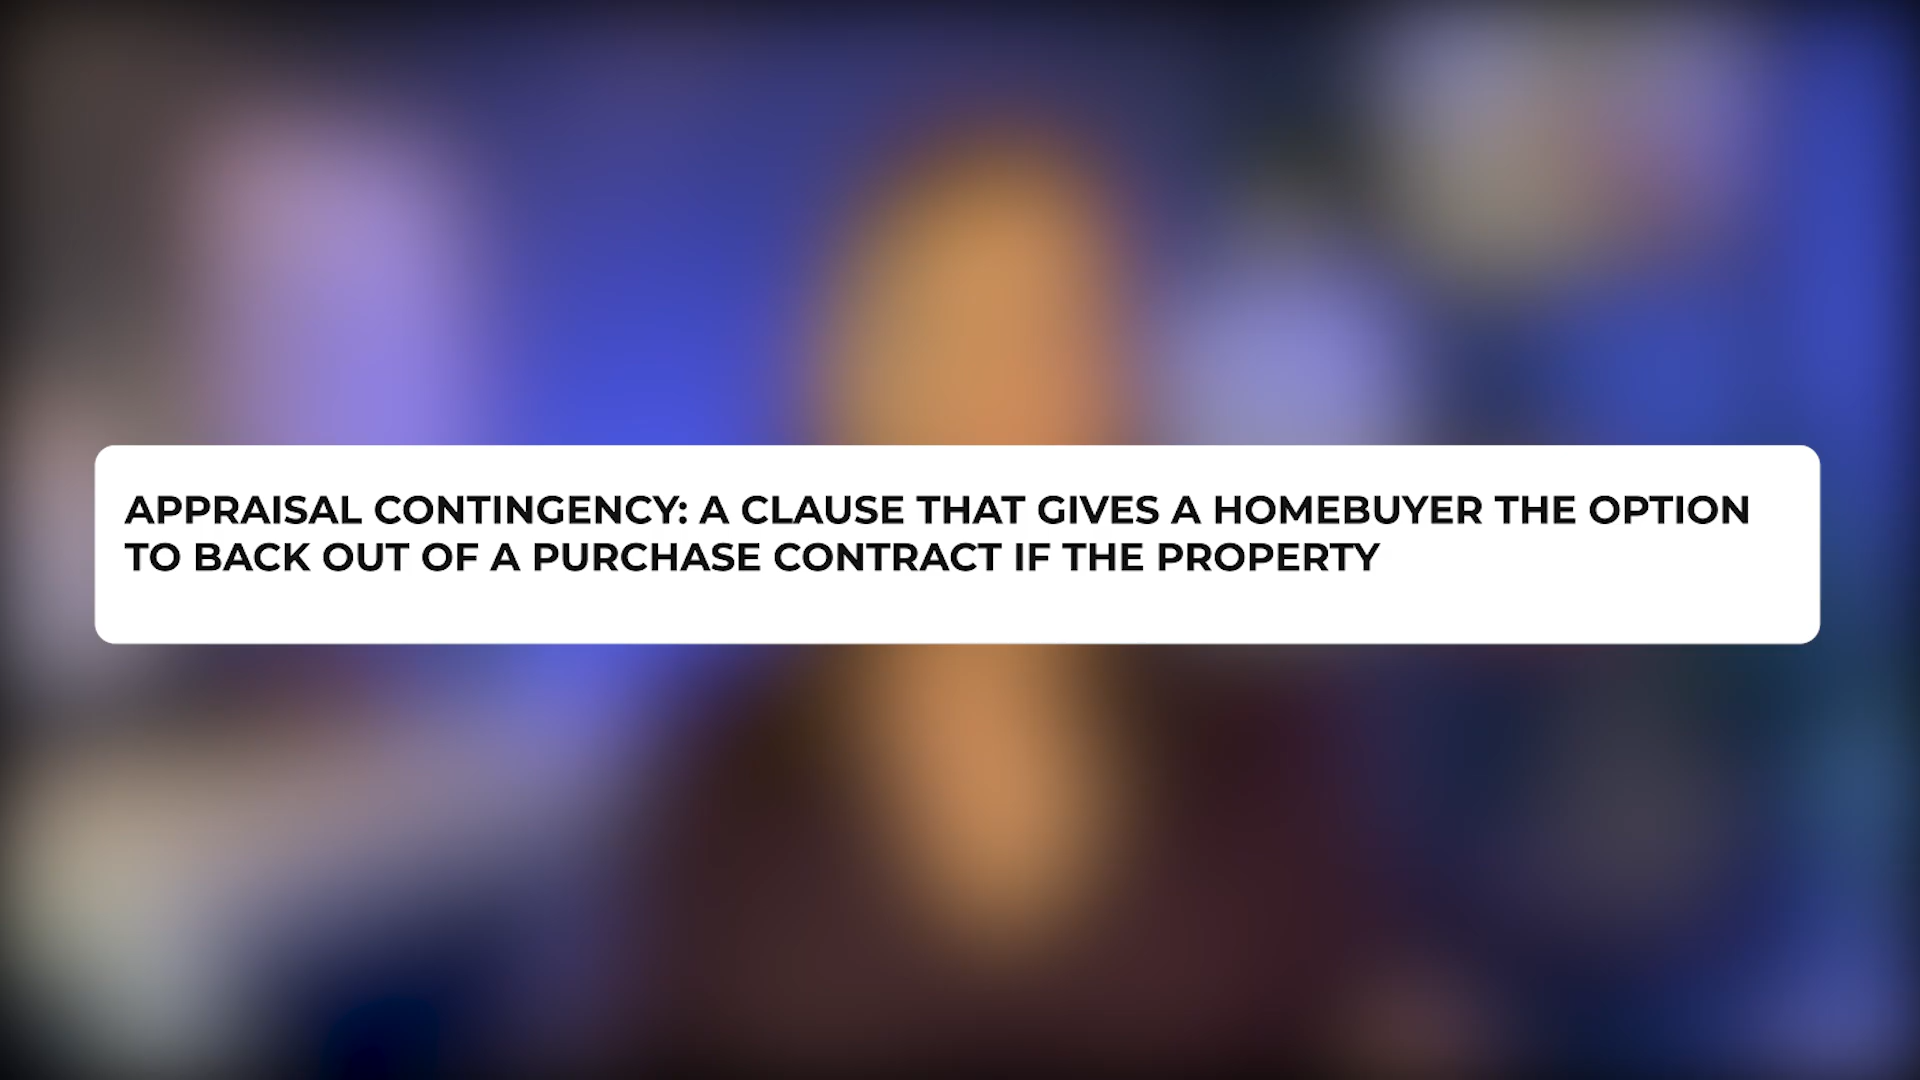 APPRAISAL CONTINGENCY: A CLAUSE THAT GIVES A HOMEBUYER THE OPTION
TO BACK OUT OF A PURCHASE CONTRACT IF THE PROPERTY